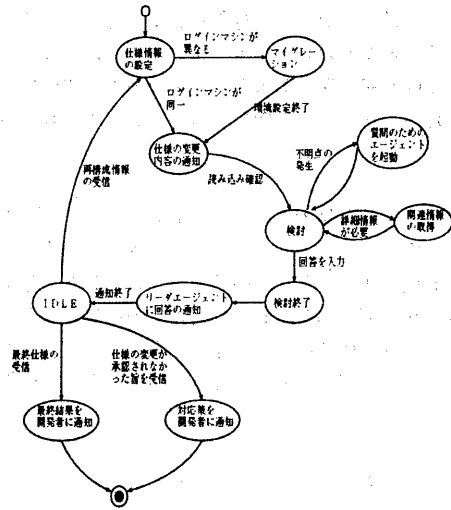 ログインマシンが
異なる
仕様情報
の設定
マイグレー
ション
ログインマシンが
同一
環境設定終了
仕様の変更
内容の通知
不明点の
発生
質問のための
エージェント
を起動
再構成情報
の受信
読み込み確認
検討
詳細情報
が必要
関連情報
の取得
回答を入力
IDLE
通知終了
リーダエージェント
に回答の通知
検討終了
最終仕様の
受信
仕様の変更が
承認されなか
った旨を受信
最終結果を
開発者に通知
対応策を
開発者に通知